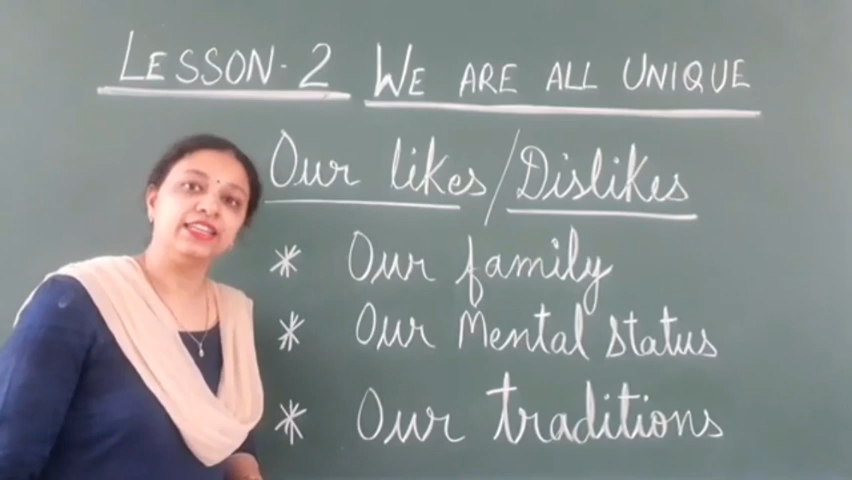 LESSON-2 WE ARE ALL UNIQUE
Our likes/Dislikes
* Our family
* Our Mental status
* Our traditions